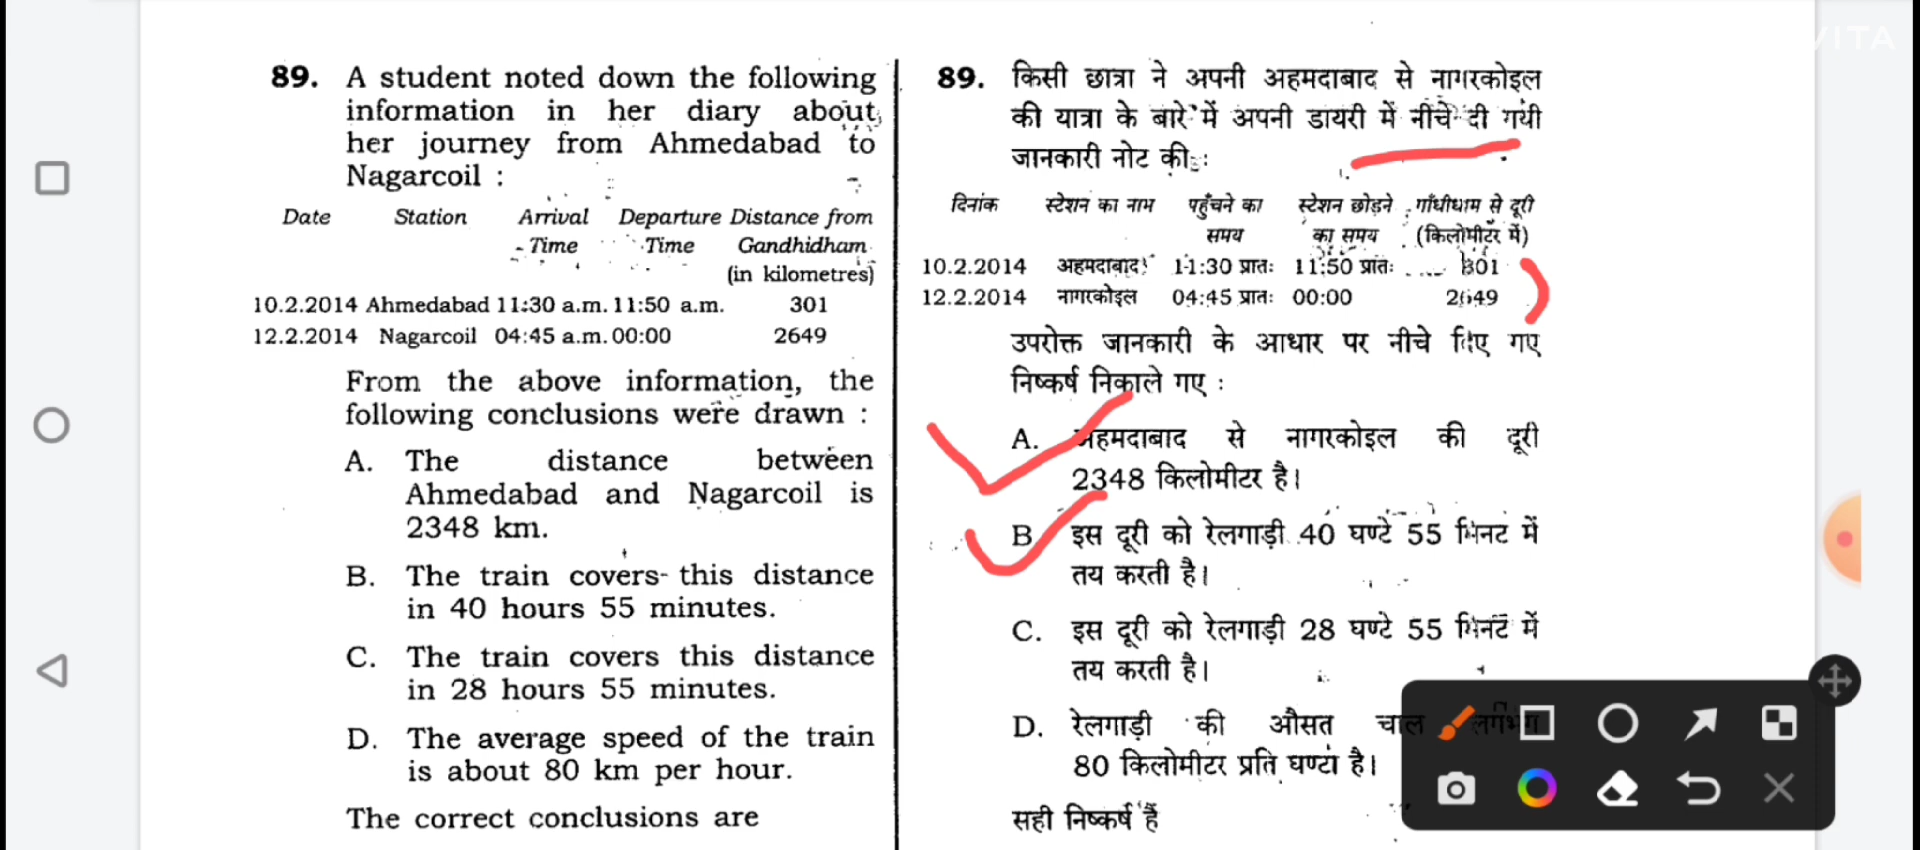 VITA
89. A student noted down the following
information in her diary about
her journey from Ahmedabad to
Nagarcoil :
Date Station Arrival Departure Distance from
Time Time Gandhidham
(in kilometres)
10.2.2014 Ahmedabad 11:30 a.m. 11:50 a.m. 301
12.2.2014 Nagarcoil 04:45 a.m. 00:00 2649
From the above information, the
following conclusions were drawn :
A. The distance between
Ahmedabad and Nagarcoil is
2348 km.
B. The train covers this distance
in 40 hours 55 minutes.
C. The train covers this distance
in 28 hours 55 minutes.
D. The average speed of the train
is about 80 km per hour.
The correct conclusions are
89. किसी छात्रा ने अपनी अहमदाबाद से नागरकोइल
की यात्रा के बारे में अपनी डायरी में नीचे दी गयी
जानकारी नोट की :
दिनांक स्टेशन का नाम पहुँचने का स्टेशन छोड़ने गाँधीधाम से दूरी
समय का समय (किलोमीटर में)
10.2.2014 अहमदाबाद 11:30 प्रातः 11:50 प्रातः 301
12.2.2014 नागरकोइल 04:45 प्रातः 00:00 2649
उपरोक्त जानकारी के आधार पर नीचे दिए गए
निष्कर्ष निकाले गए :
A. अहमदाबाद से नागरकोइल की दूरी
2348 किलोमीटर है।
B. इस दूरी को रेलगाड़ी 40 घण्टे 55 मिनट में
तय करती है।
C. इस दूरी को रेलगाड़ी 28 घण्टे 55 मिनट में
तय करती है।
D. रेलगाड़ी की औसत चाल लगभग
80 किलोमीटर प्रति घण्टा है।
सही निष्कर्ष हैं